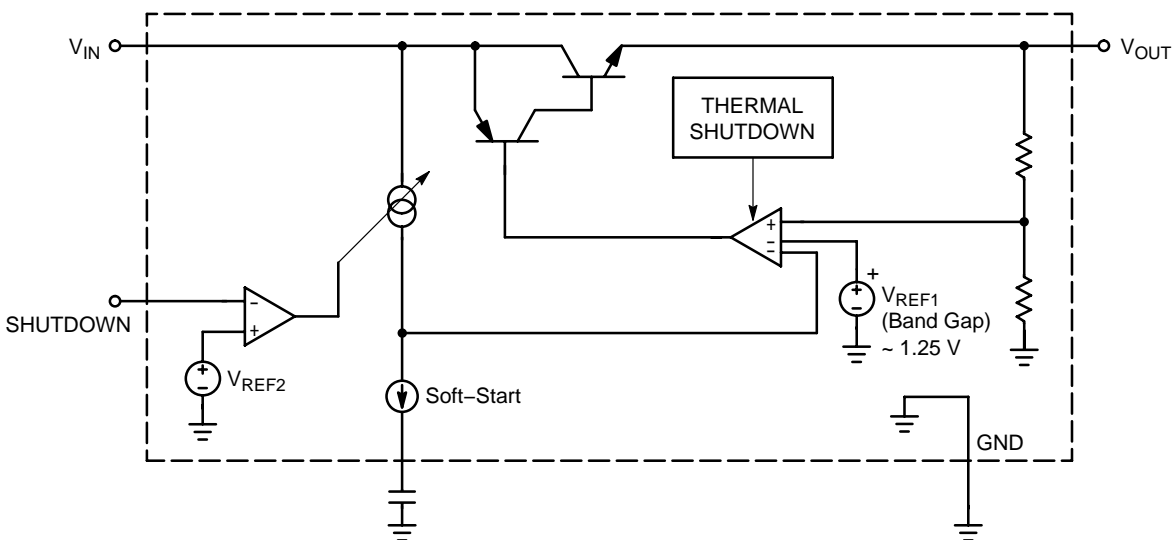 V_IN
V_OUT
THERMAL
SHUTDOWN
+
−
−
+
+
−
V_REF1
(Band Gap)
~ 1.25 V
SHUTDOWN
−
+
+
−
V_REF2
Soft−Start
GND